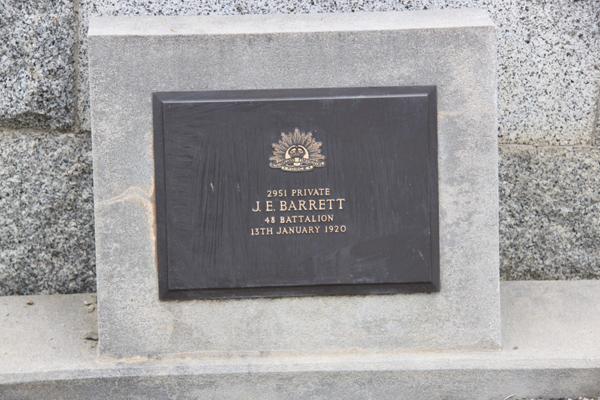 2951 PRIVATE
J. E. BARRETT
48 BATTALION
13TH JANUARY 1920